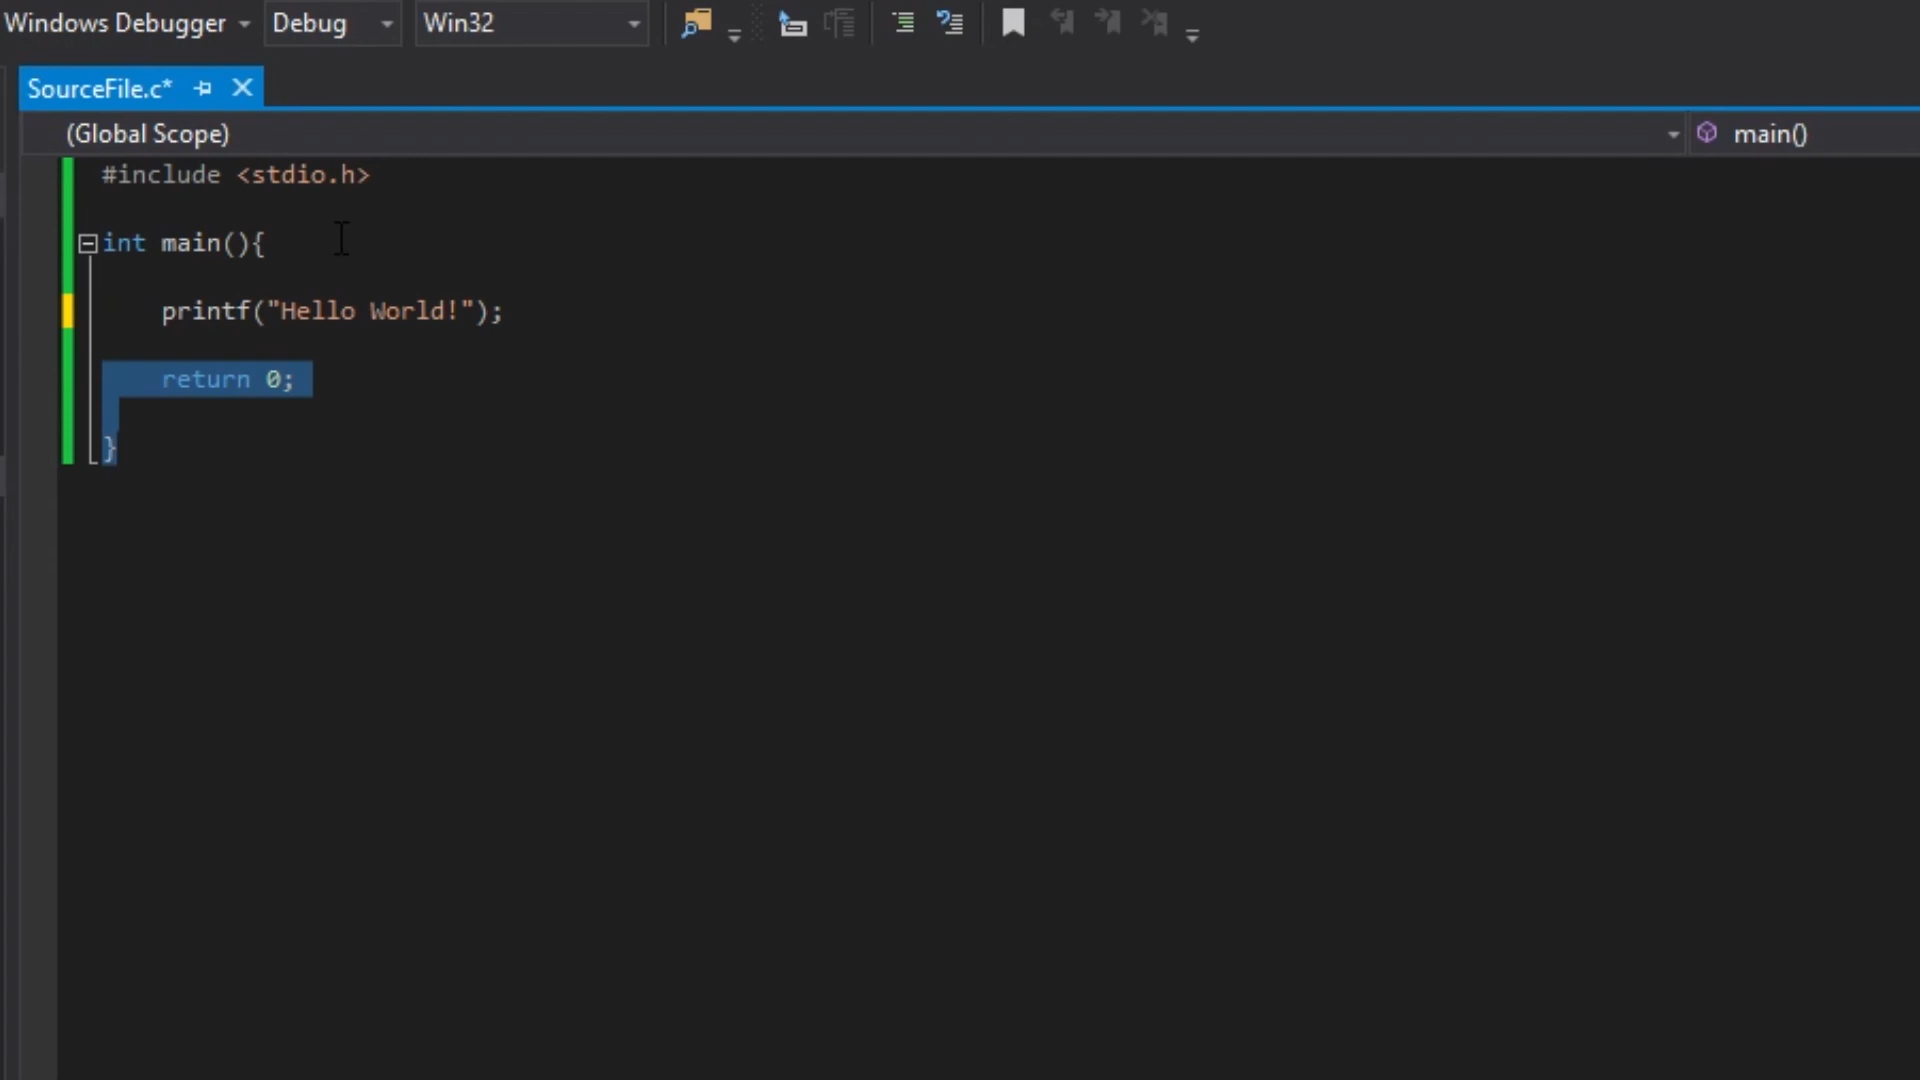 Windows Debugger Debug Win32
SourceFile.c*
(Global Scope) main()
#include <stdio.h>
int main(){
printf("Hello World!");
return 0;
}